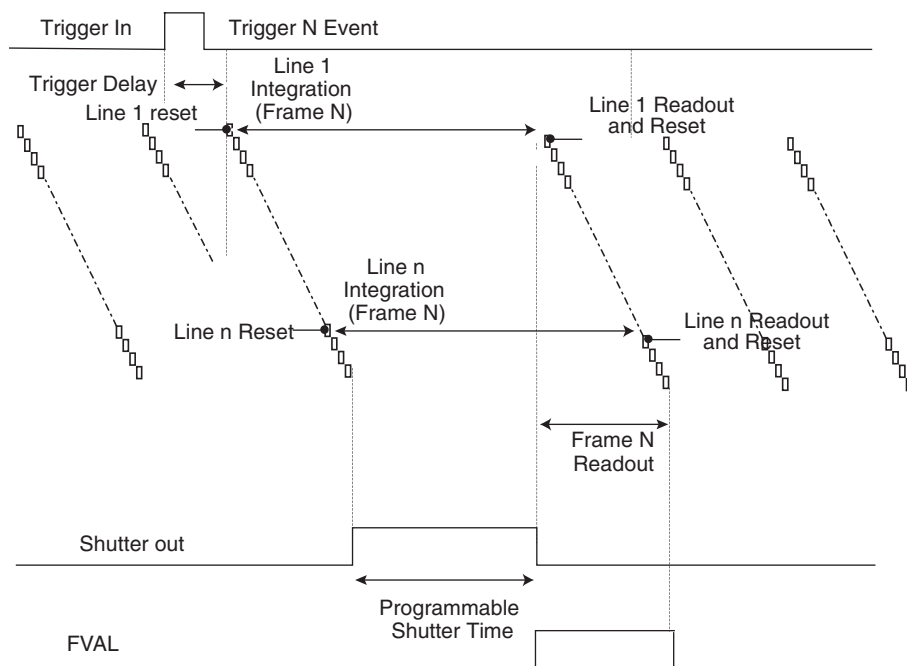 Trigger In
Trigger N Event
Trigger Delay
Line 1
Integration
(Frame N)
Line 1 reset
Line 1 Readout
and Reset
Line n
Integration
(Frame N)
Line n Reset
Line n Readout
and Reset
Frame N
Readout
Shutter out
Programmable
Shutter Time
FVAL